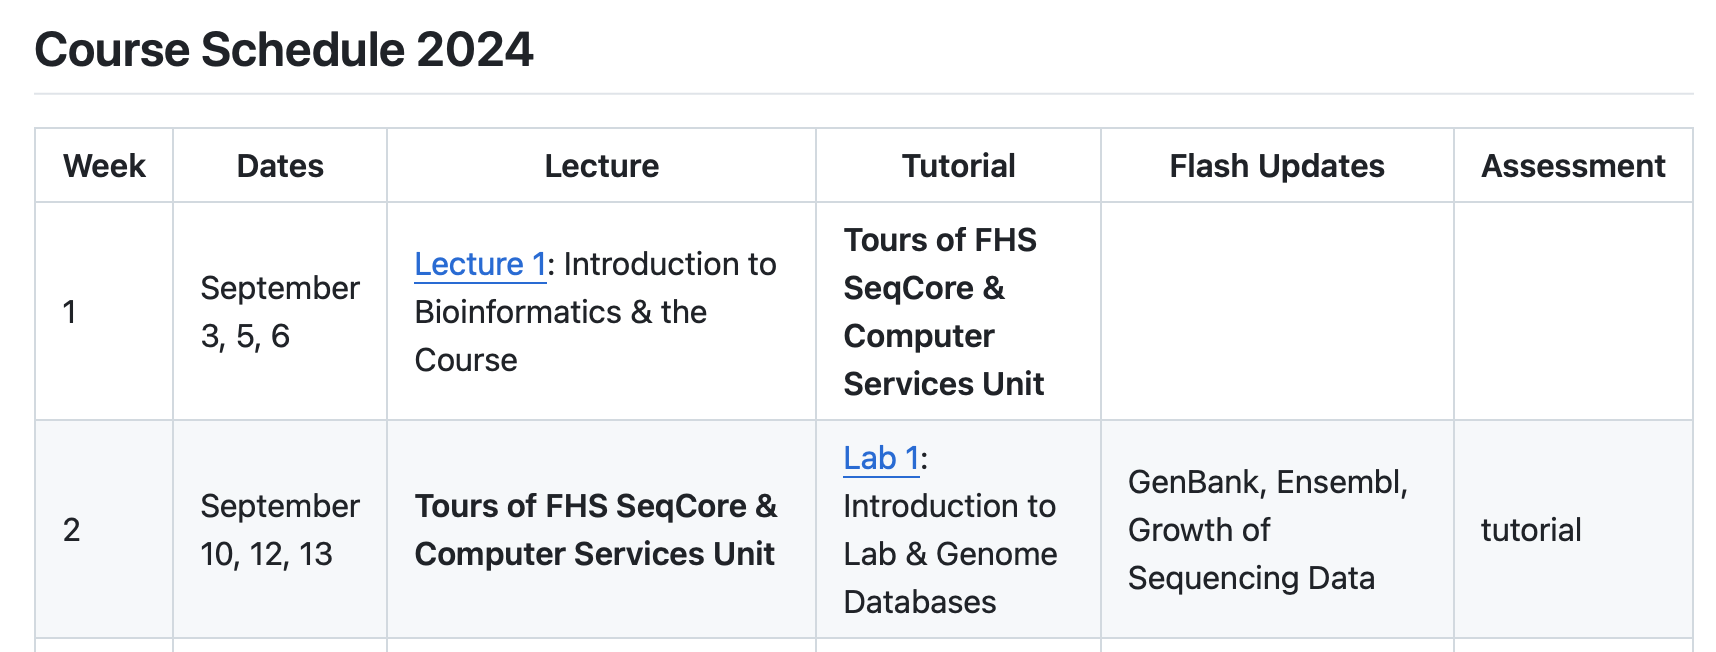 Course Schedule 2024
Week Dates Lecture Tutorial Flash Updates Assessment
1
September
3, 5, 6
Lecture 1: Introduction to
Bioinformatics & the
Course
Tours of FHS
SeqCore &
Computer
Services Unit
2
September
10, 12, 13
Tours of FHS SeqCore &
Computer Services Unit
Lab 1:
Introduction to
Lab & Genome
Databases
GenBank, Ensembl,
Growth of
Sequencing Data
tutorial